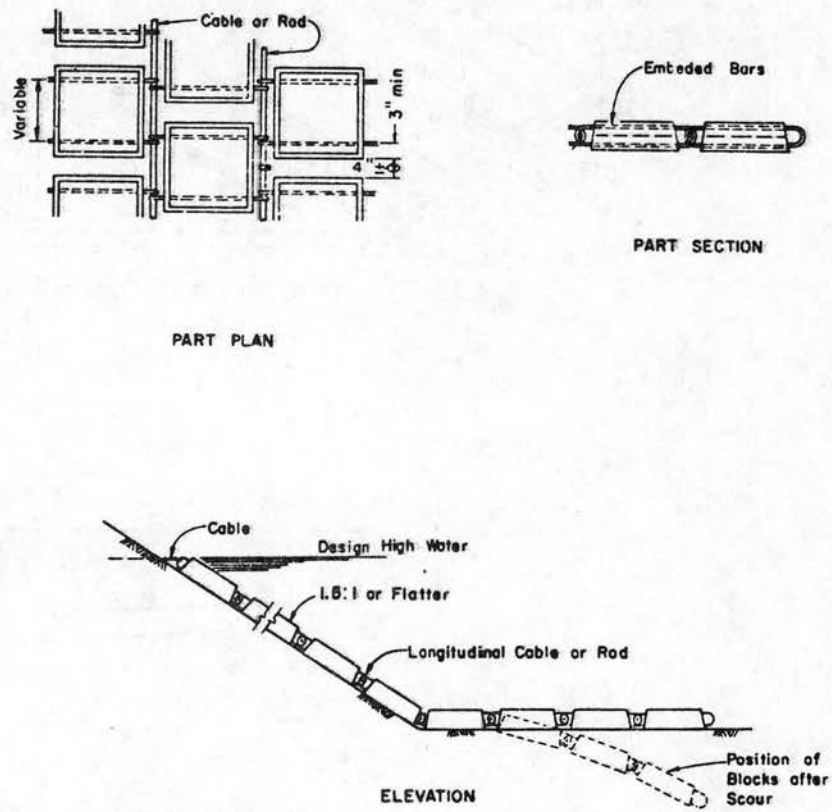 Cable or Rod
Variable
3" min
4"
Embeded Bars
PART SECTION
PART PLAN
Cable
Design High Water
1.5:1 or Flatter
Longitudinal Cable or Rod
Position of
Blocks after
Scour
ELEVATION